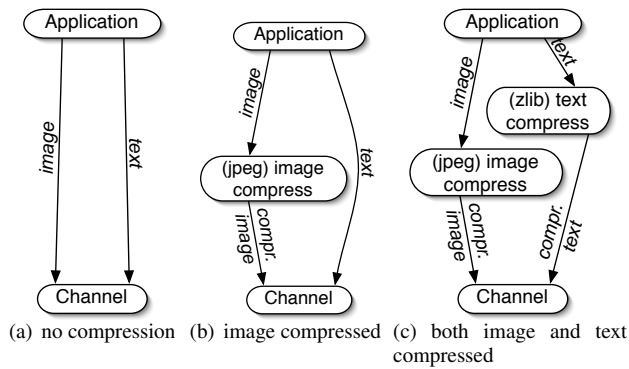 Application
image
text
Channel
(a) no compression
Application
image
(jpeg) image
compress
compr.
image
text
Channel
(b) image compressed
Application
image
text
(zlib) text
compress
(jpeg) image
compress
compr.
image
compr.
text
Channel
(c) both image and text
compressed